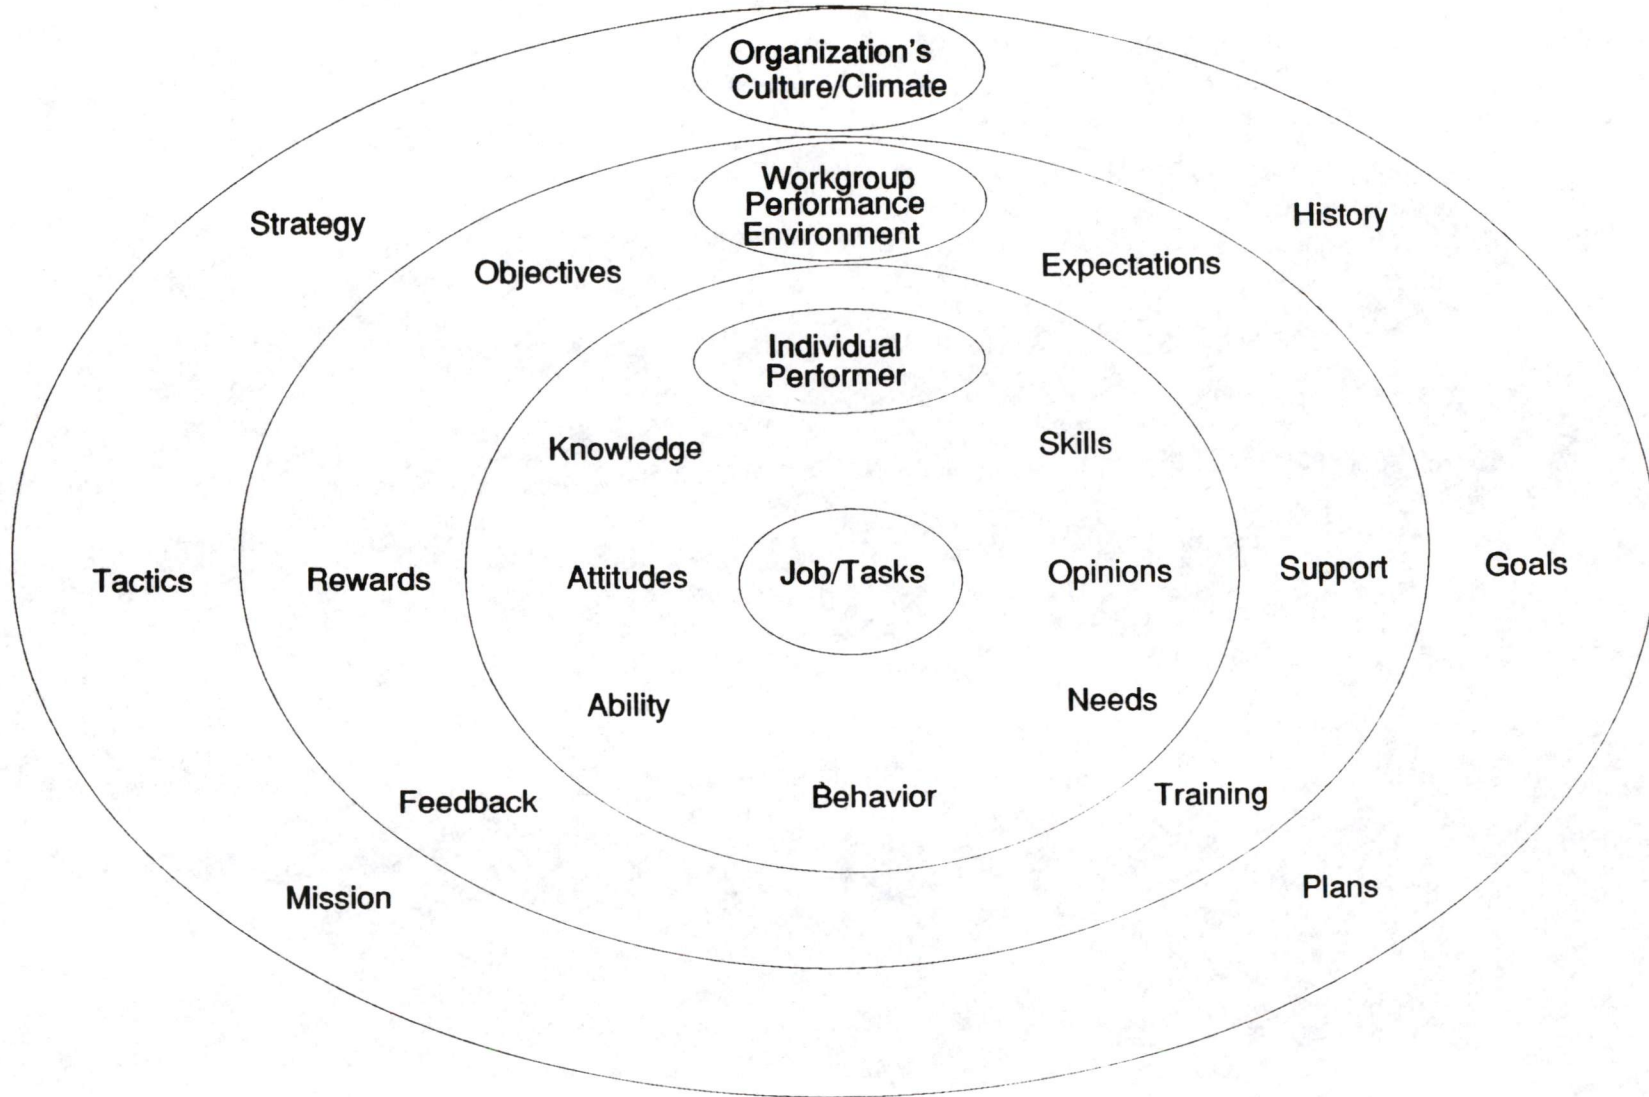 Organization's
Culture/Climate
Workgroup
Performance
Environment
Strategy
History
Objectives
Expectations
Individual
Performer
Knowledge
Skills
Tactics
Rewards
Attitudes
Job/Tasks
Opinions
Support
Goals
Ability
Needs
Feedback
Behavior
Training
Mission
Plans